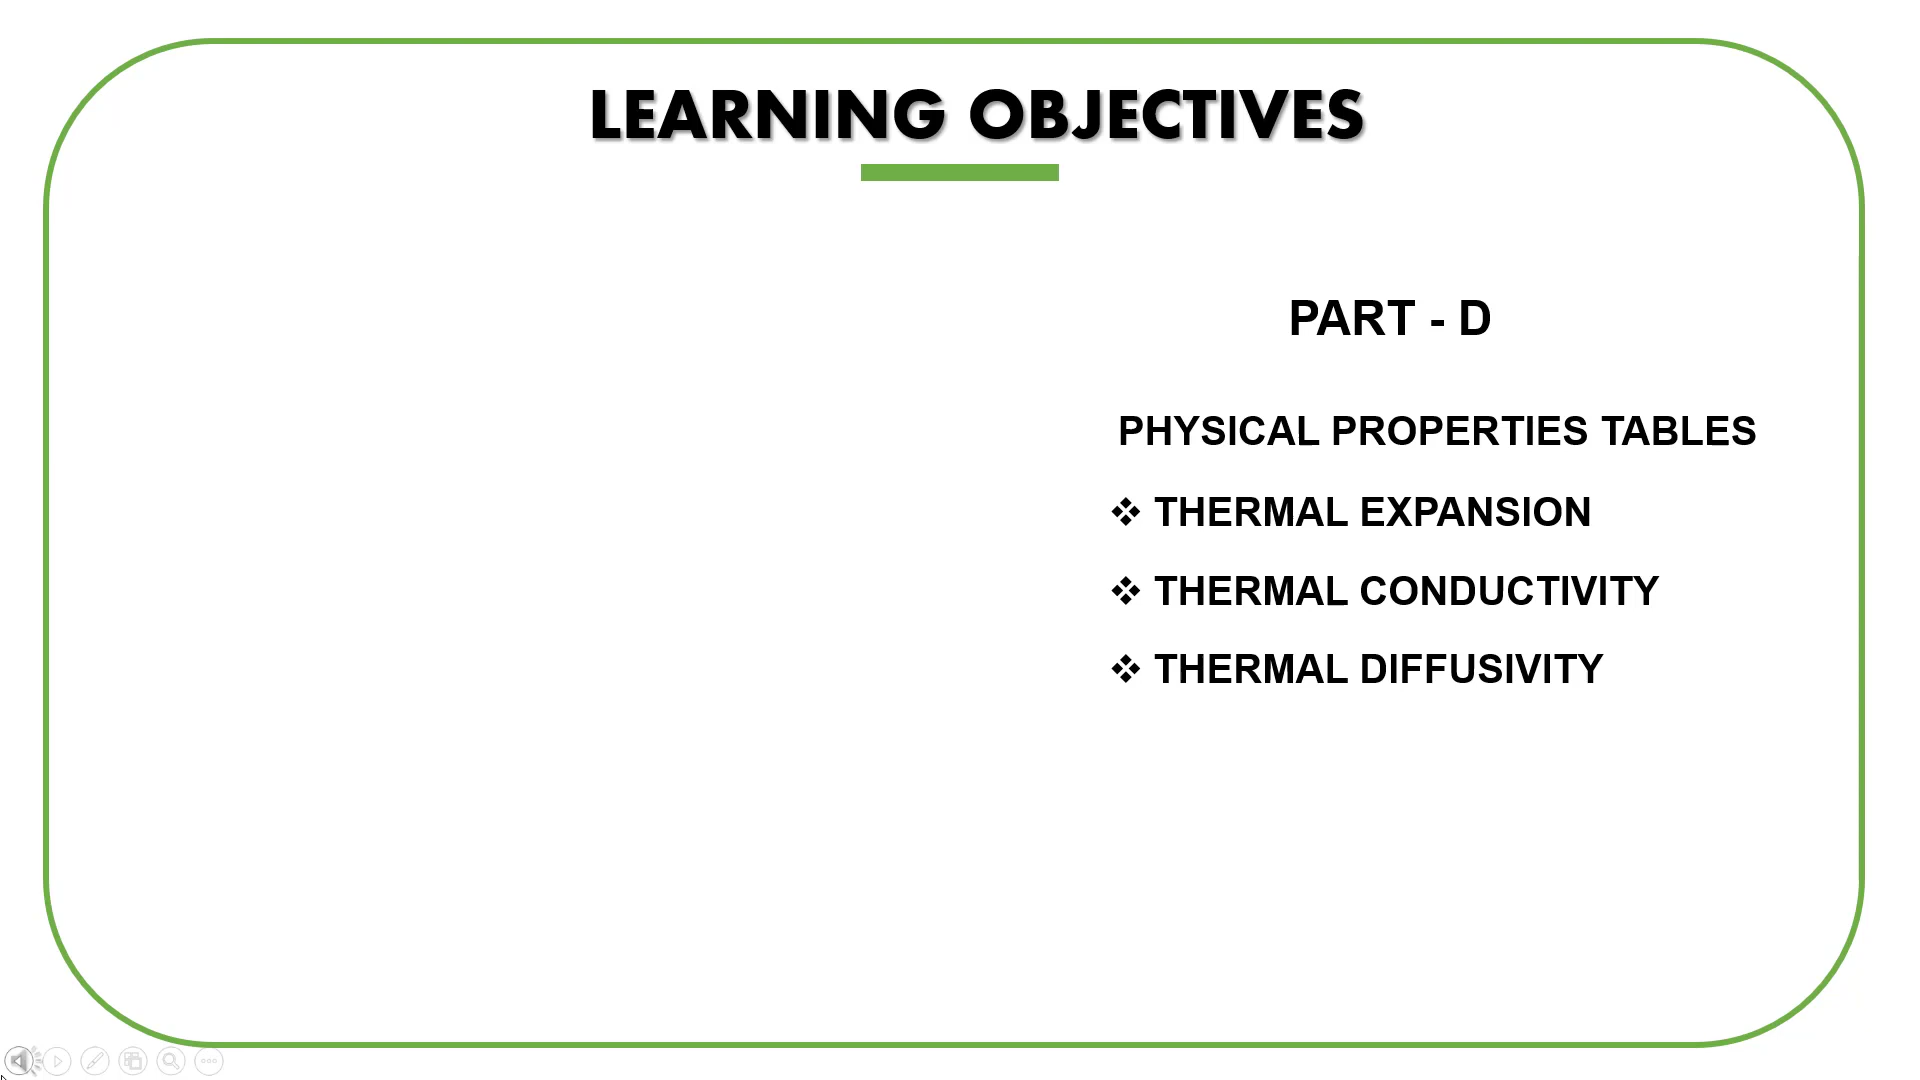 LEARNING OBJECTIVES
PART - D
PHYSICAL PROPERTIES TABLES
❖ THERMAL EXPANSION
❖ THERMAL CONDUCTIVITY
❖ THERMAL DIFFUSIVITY